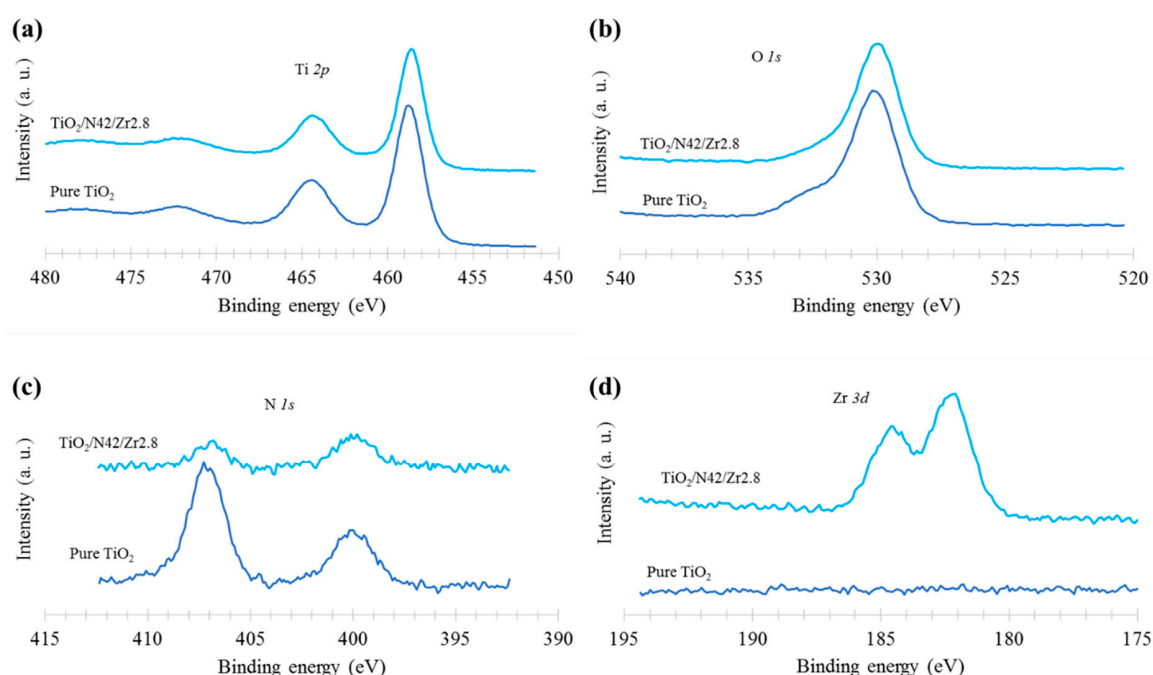 (a)
Ti 2p
TiO2/N42/Zr2.8
Pure TiO2
Intensity (a. u.)
480 475 470 465 460 455 450
Binding energy (eV)
(b)
O 1s
TiO2/N42/Zr2.8
Pure TiO2
Intensity (a. u.)
540 535 530 525 520
Binding energy (eV)
(c)
N 1s
TiO2/N42/Zr2.8
Pure TiO2
Intensity (a. u.)
415 410 405 400 395 390
Binding energy (eV)
(d)
Zr 3d
TiO2/N42/Zr2.8
Pure TiO2
Intensity (a. u.)
195 190 185 180 175
Binding energy (eV)